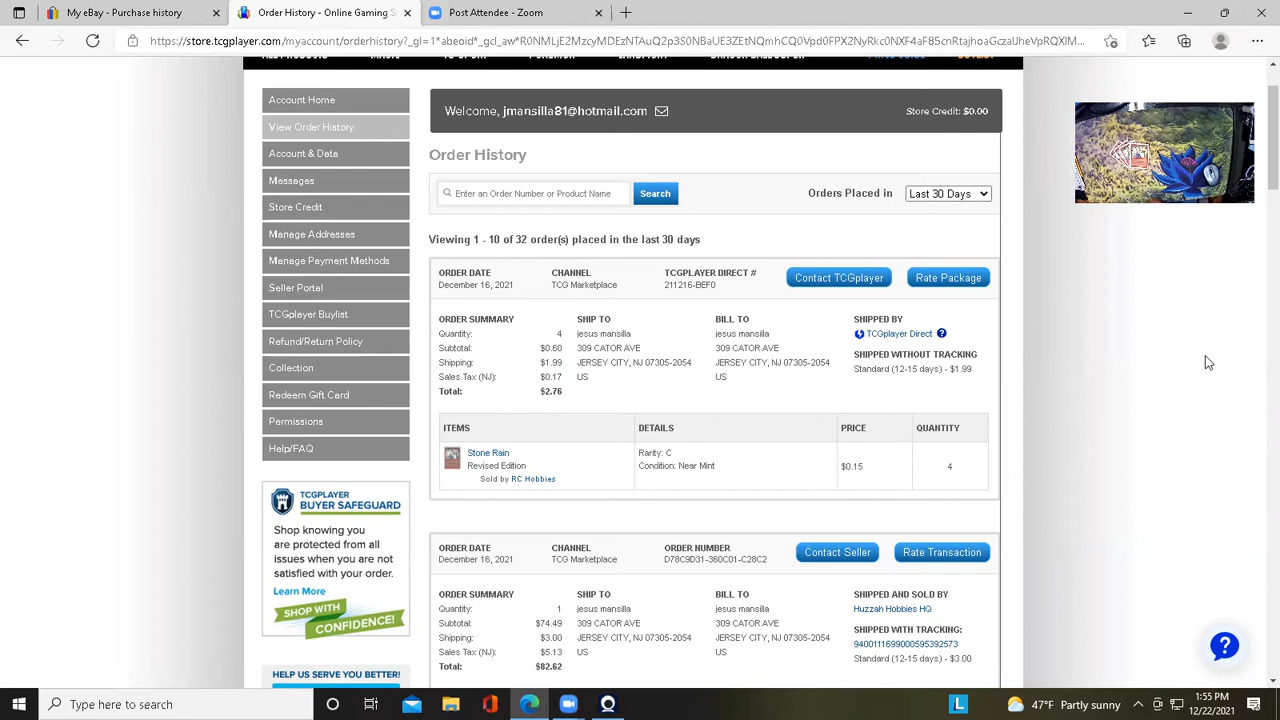 My eBay - Purchase history
Order History - Online Gaming S
Post Attendee - Zoom
Welcome, jmansilla81@hotmail.com
Store Credit: $0.00
Account Home
View Order History
Account & Data
Messages
Store Credit
Manage Addresses
Manage Payment Methods
Seller Portal
TCGplayer Buylist
Refund/Return Policy
Collection
Redeem Gift Card
Permissions
Help/FAQ
TCGPLAYER
BUYER SAFEGUARD
Shop knowing you
are protected from all
issues when you are not
satisfied with your order.
Learn More
SHOP WITH
CONFIDENCE!
HELP US SERVE YOU BETTER!
Order History
Enter an Order Number or Product Name
Search
Orders Placed in
Last 30 Days
Viewing 1 - 10 of 32 order(s) placed in the last 30 days
ORDER DATE CHANNEL TCGPLAYER DIRECT #
December 16, 2021 TCG Marketplace 211216-BEF0
Contact TCGplayer Rate Package
ORDER SUMMARY SHIP TO BILL TO SHIPPED BY
Quantity: 4 jesus mansilla jesus mansilla TCGplayer Direct
Subtotal: $0.60 309 CATOR AVE 309 CATOR AVE SHIPPED WITHOUT TRACKING
Shipping: $1.99 JERSEY CITY, NJ 07305-2054 JERSEY CITY, NJ 07305-2054 Standard (12-15 days) - $1.99
Sales Tax (NJ): $0.17 US US
Total: $2.76
ITEMS DETAILS PRICE QUANTITY
Stone Rain Rarity: C
Revised Edition Condition: Near Mint $0.15 4
Sold by RC Hobbies
ORDER DATE CHANNEL ORDER NUMBER
December 16, 2021 TCG Marketplace D78C9D31-360C01-C28C2
Contact Seller Rate Transaction
ORDER SUMMARY SHIP TO BILL TO SHIPPED AND SOLD BY
Quantity: 1 jesus mansilla jesus mansilla Huzzah Hobbies HQ
Subtotal: $74.49 309 CATOR AVE 309 CATOR AVE SHIPPED WITH TRACKING:
Shipping: $3.00 JERSEY CITY, NJ 07305-2054 JERSEY CITY, NJ 07305-2054 9400111699000595392573
Sales Tax (NJ): $5.13 US US Standard (12-15 days) - $3.00
Total: $82.62
Type here to search
47°F Partly sunny
1:55 PM
12/22/2021